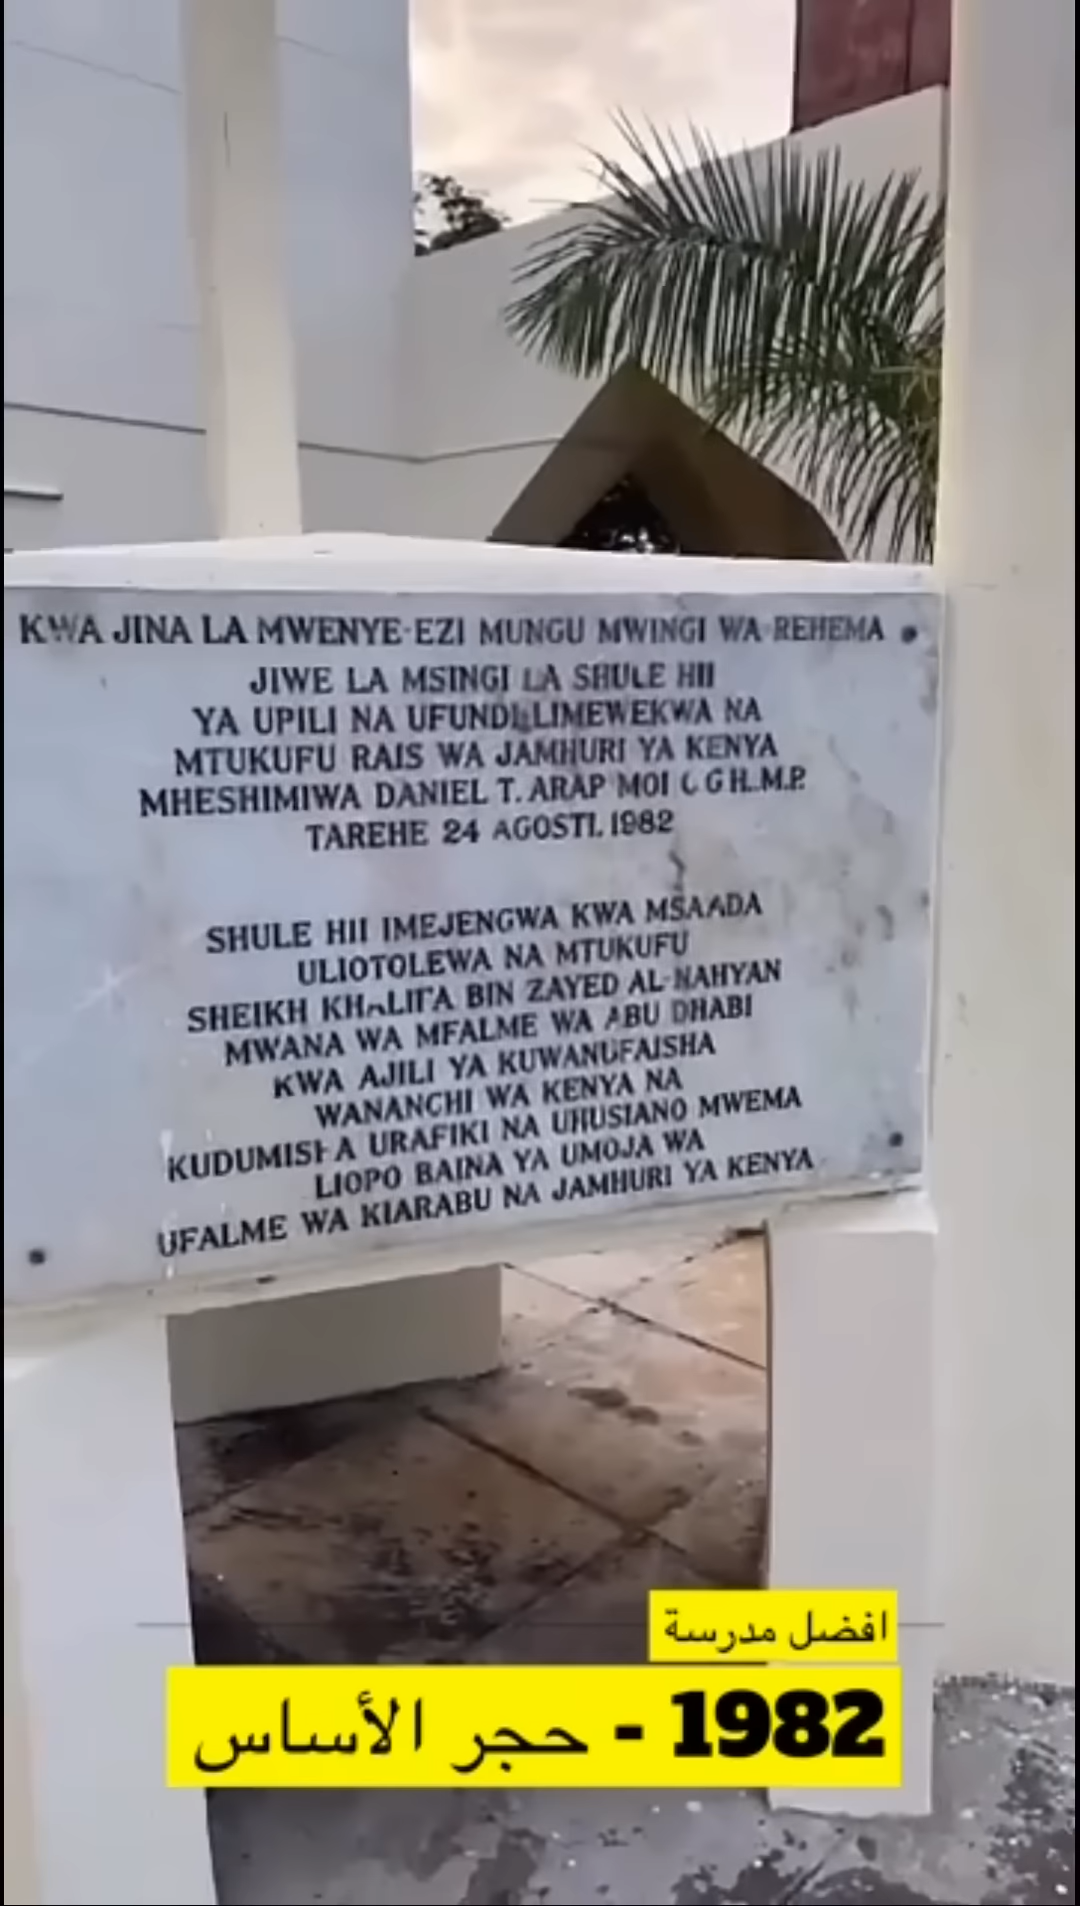 KWA JINA LA MWENYE-EZI MUNGU MWINGI WA REHEMA
JIWE LA MSINGI LA SHULE HII
YA UPILI NA UFUNDI LIMEWEKWA NA
MTUKUFU RAIS WA JAMHURI YA KENYA
MHESHIMIWA DANIEL T. ARAP MOI C G H. M.P.
TAREHE 24 AGOSTI. 1982
SHULE HII IMEJENGWA KWA MSAADA
ULIOTOLEWA NA MTUKUFU
SHEIKH KHALIFA BIN ZAYED AL-NAHYAN
MWANA WA MFALME WA ABU DHABI
KWA AJILI YA KUWANUFAISHA
WANANCHI WA KENYA NA
KUDUMISHA URAFIKI NA UHUSIANO MWEMA
LIOPO BAINA YA UMOJA WA
UFALME WA KIARABU NA JAMHURI YA KENYA
افضل مدرسة
1982 - حجر الأساس